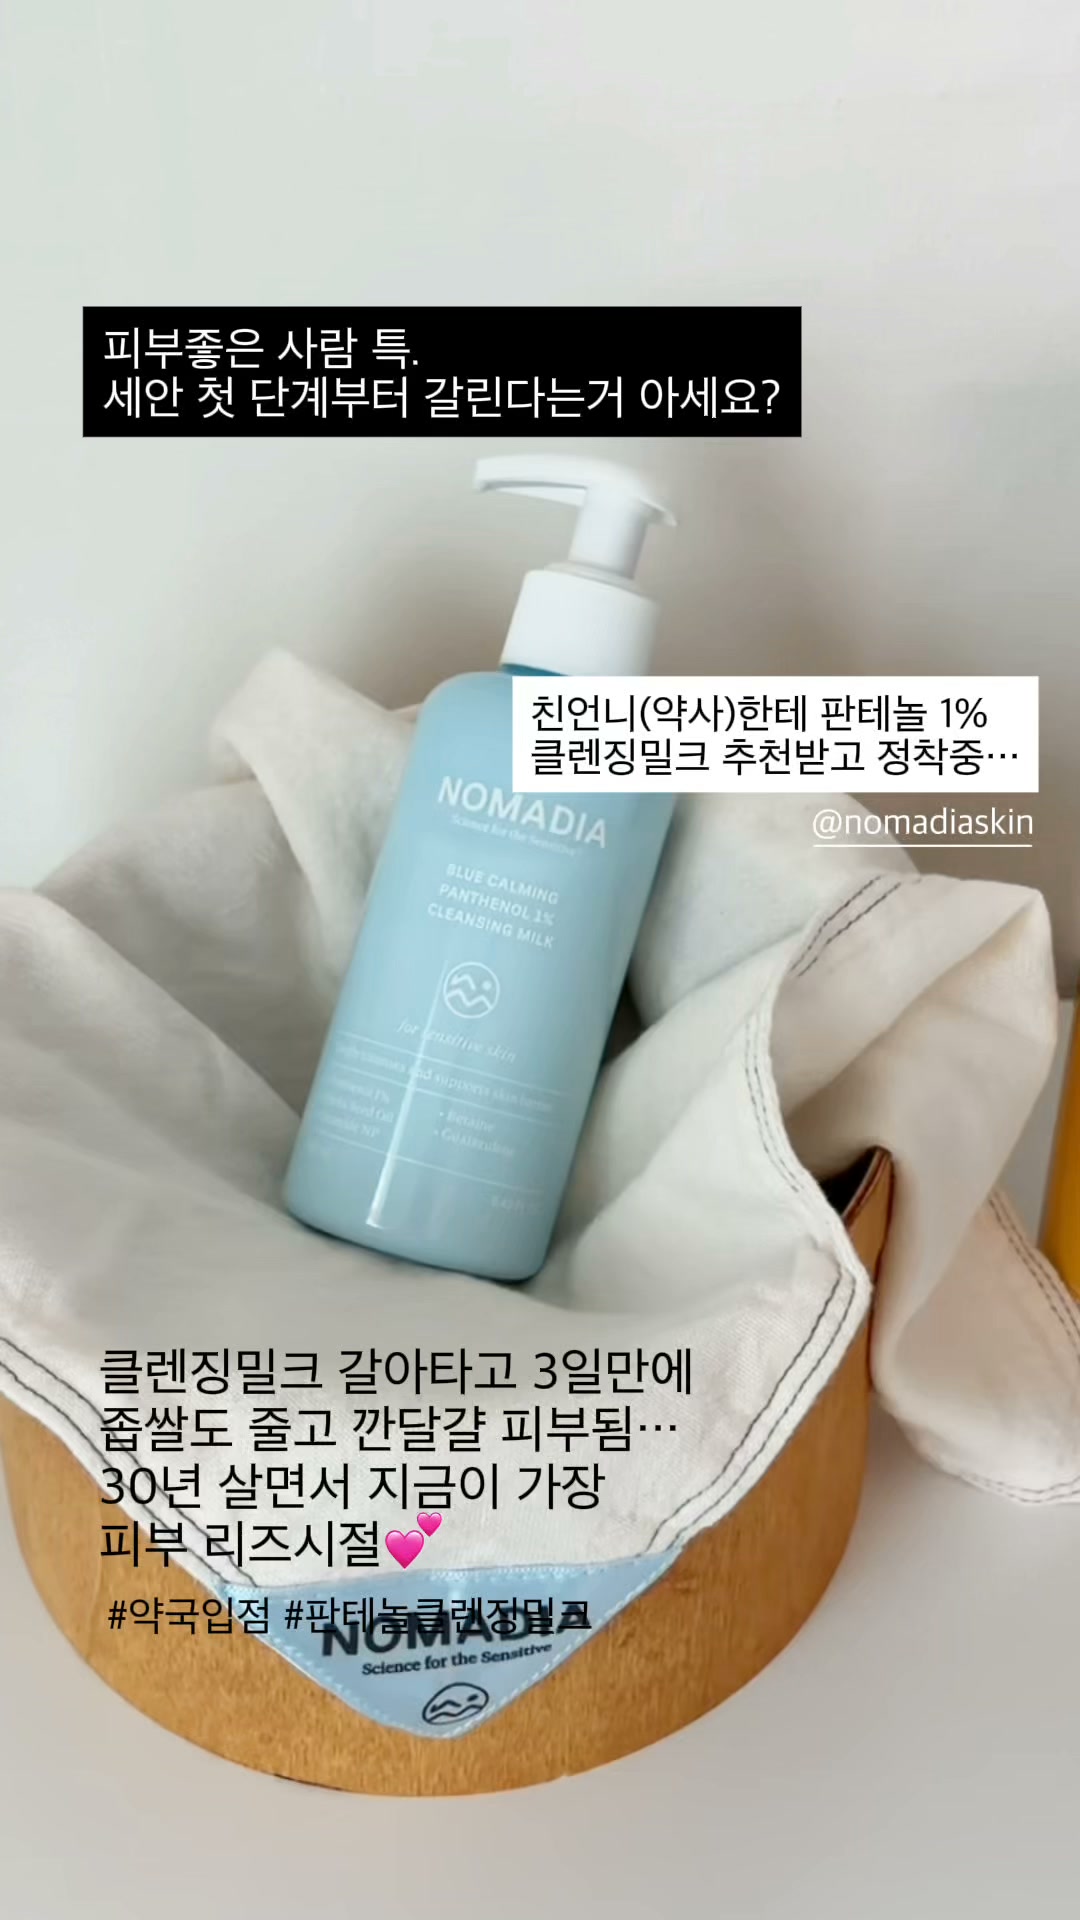 피부좋은 사람 특.
세안 첫 단계부터 갈린다는거 아세요?
친언니(약사)한테 판테놀 1%
클렌징밀크 추천받고 정착중…
@nomadiaskin
NOMADIA
Science for the Sensitive
BLUE CALMING
PANTHENOL 1%
CLEANSING MILK
for sensitive skin
and supports skin
• Betaine
클렌징밀크 갈아타고 3일만에
좁쌀도 줄고 깐달걀 피부됨…
30년 살면서 지금이 가장
피부 리즈시절💕
#약국입점 #판테놀클렌징밀크
NOMADIA
Science for the Sensitive